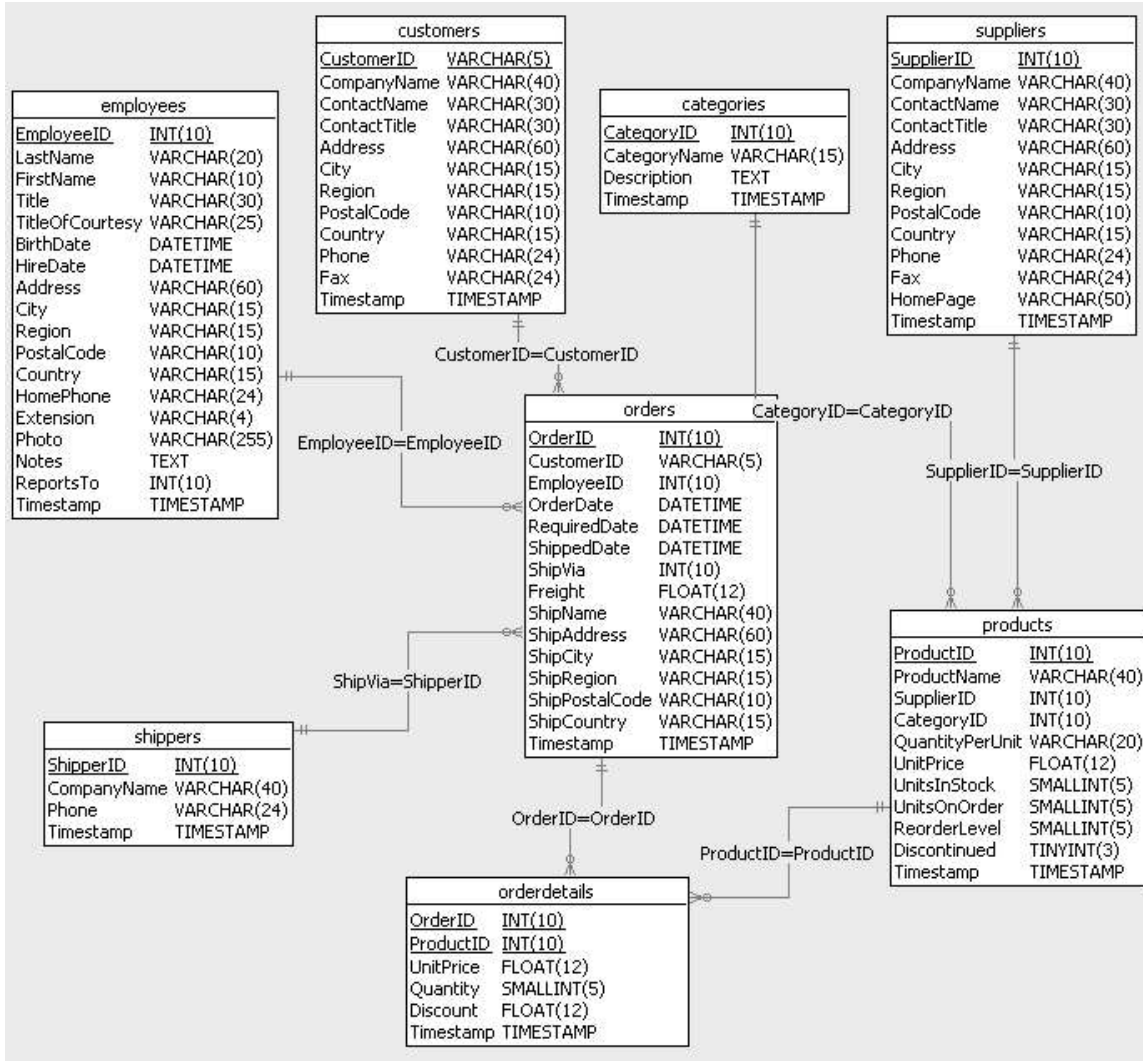 customers
CustomerID VARCHAR(5)
CompanyName VARCHAR(40)
ContactName VARCHAR(30)
ContactTitle VARCHAR(30)
Address VARCHAR(60)
City VARCHAR(15)
Region VARCHAR(15)
PostalCode VARCHAR(10)
Country VARCHAR(15)
Phone VARCHAR(24)
Fax VARCHAR(24)
Timestamp TIMESTAMP
suppliers
SupplierID INT(10)
CompanyName VARCHAR(40)
ContactName VARCHAR(30)
ContactTitle VARCHAR(30)
Address VARCHAR(60)
City VARCHAR(15)
Region VARCHAR(15)
PostalCode VARCHAR(10)
Country VARCHAR(15)
Phone VARCHAR(24)
Fax VARCHAR(24)
HomePage VARCHAR(50)
Timestamp TIMESTAMP
employees
EmployeeID INT(10)
LastName VARCHAR(20)
FirstName VARCHAR(10)
Title VARCHAR(30)
TitleOfCourtesy VARCHAR(25)
BirthDate DATETIME
HireDate DATETIME
Address VARCHAR(60)
City VARCHAR(15)
Region VARCHAR(15)
PostalCode VARCHAR(10)
Country VARCHAR(15)
HomePhone VARCHAR(24)
Extension VARCHAR(4)
Photo VARCHAR(255)
Notes TEXT
ReportsTo INT(10)
Timestamp TIMESTAMP
categories
CategoryID INT(10)
CategoryName VARCHAR(15)
Description TEXT
Timestamp TIMESTAMP
CustomerID=CustomerID
EmployeeID=EmployeeID
CategoryID=CategoryID
SupplierID=SupplierID
orders
OrderID INT(10)
CustomerID VARCHAR(5)
EmployeeID INT(10)
OrderDate DATETIME
RequiredDate DATETIME
ShippedDate DATETIME
ShipVia INT(10)
Freight FLOAT(12)
ShipName VARCHAR(40)
ShipAddress VARCHAR(60)
ShipCity VARCHAR(15)
ShipRegion VARCHAR(15)
ShipPostalCode VARCHAR(10)
ShipCountry VARCHAR(15)
Timestamp TIMESTAMP
products
ProductID INT(10)
ProductName VARCHAR(40)
SupplierID INT(10)
CategoryID INT(10)
QuantityPerUnit VARCHAR(20)
UnitPrice FLOAT(12)
UnitsInStock SMALLINT(5)
UnitsOnOrder SMALLINT(5)
ReorderLevel SMALLINT(5)
Discontinued TINYINT(3)
Timestamp TIMESTAMP
ShipVia=ShipperID
shippers
ShipperID INT(10)
CompanyName VARCHAR(40)
Phone VARCHAR(24)
Timestamp TIMESTAMP
OrderID=OrderID
ProductID=ProductID
orderdetails
OrderID INT(10)
ProductID INT(10)
UnitPrice FLOAT(12)
Quantity SMALLINT(5)
Discount FLOAT(12)
Timestamp TIMESTAMP